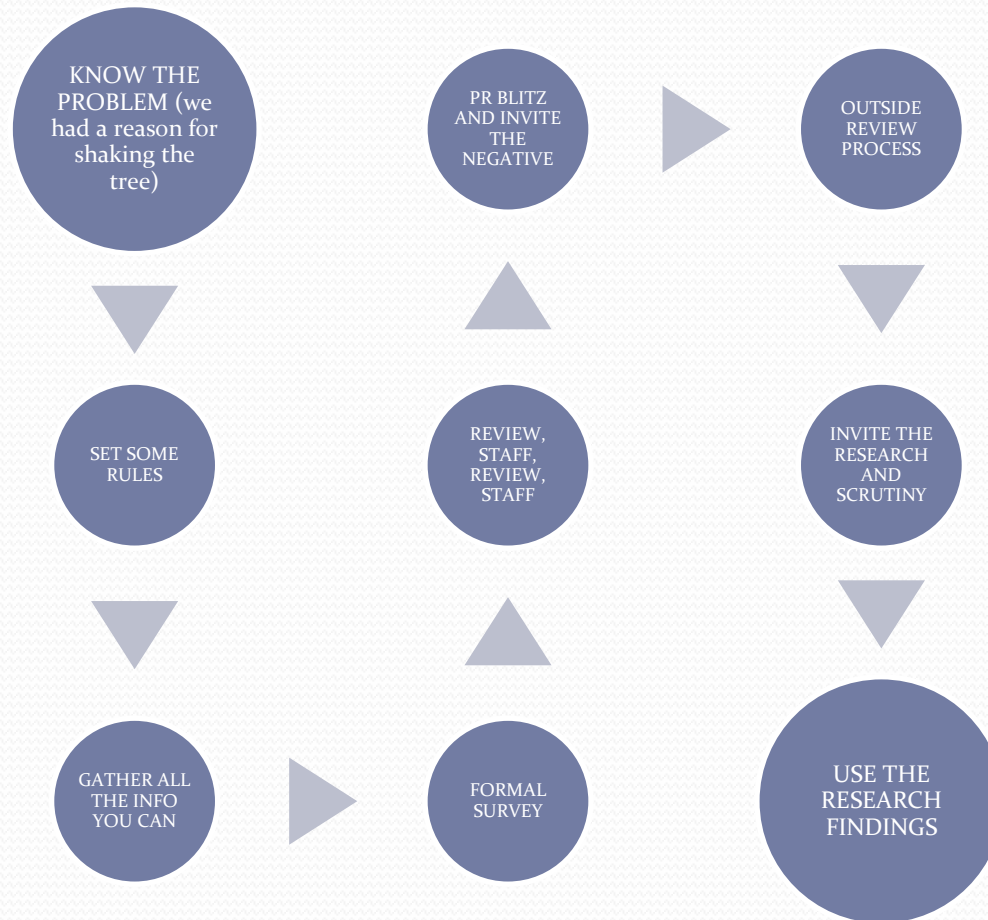 KNOW THE
PROBLEM (we
had a reason for
shaking the
tree)
SET SOME
RULES
GATHER ALL
THE INFO
YOU CAN
FORMAL
SURVEY
REVIEW,
STAFF,
REVIEW,
STAFF
PR BLITZ
AND INVITE
THE
NEGATIVE
OUTSIDE
REVIEW
PROCESS
INVITE THE
RESEARCH
AND
SCRUTINY
USE THE
RESEARCH
FINDINGS